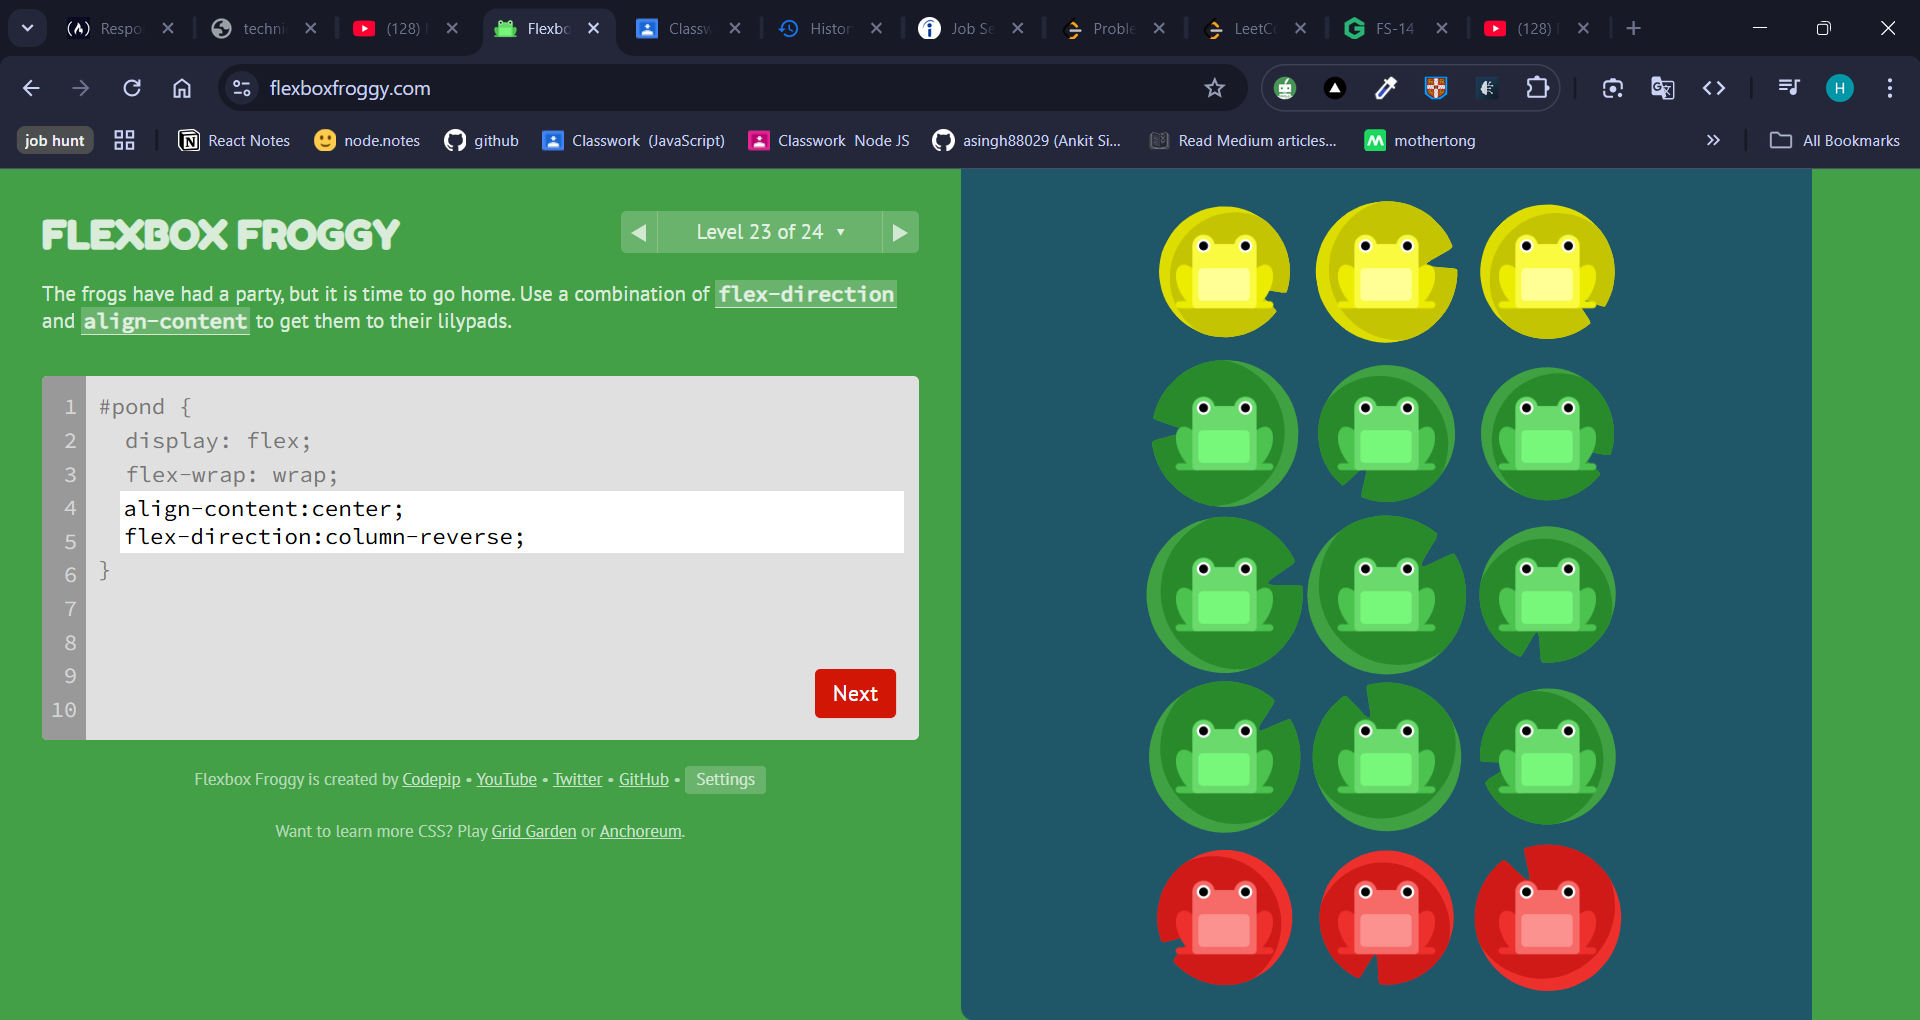 Respo
techni
(128)
Flexbo
Classw
Histor
Job Se
Proble
LeetCo
FS-14
(128)
flexboxfroggy.com
H
job hunt
React Notes
node.notes
github
Classwork (JavaScript)
Classwork Node JS
asingh88029 (Ankit Si...
Read Medium articles...
mothertong
»
All Bookmarks
FLEXBOX FROGGY
Level 23 of 24
The frogs have had a party, but it is time to go home. Use a combination of flex-direction
and align-content to get them to their lilypads.
1 #pond {
2 display: flex;
3 flex-wrap: wrap;
4 align-content:center;
5 flex-direction:column-reverse;
6 }
7
8
9
10
Next
Flexbox Froggy is created by Codepip • YouTube • Twitter • GitHub • Settings
Want to learn more CSS? Play Grid Garden or Anchoreum.